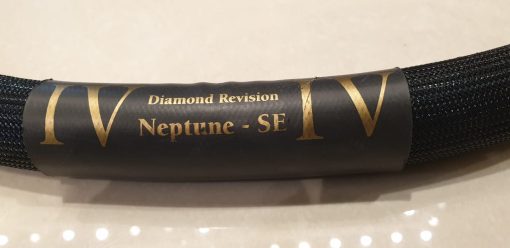 IV Diamond Revision IV
Neptune - SE